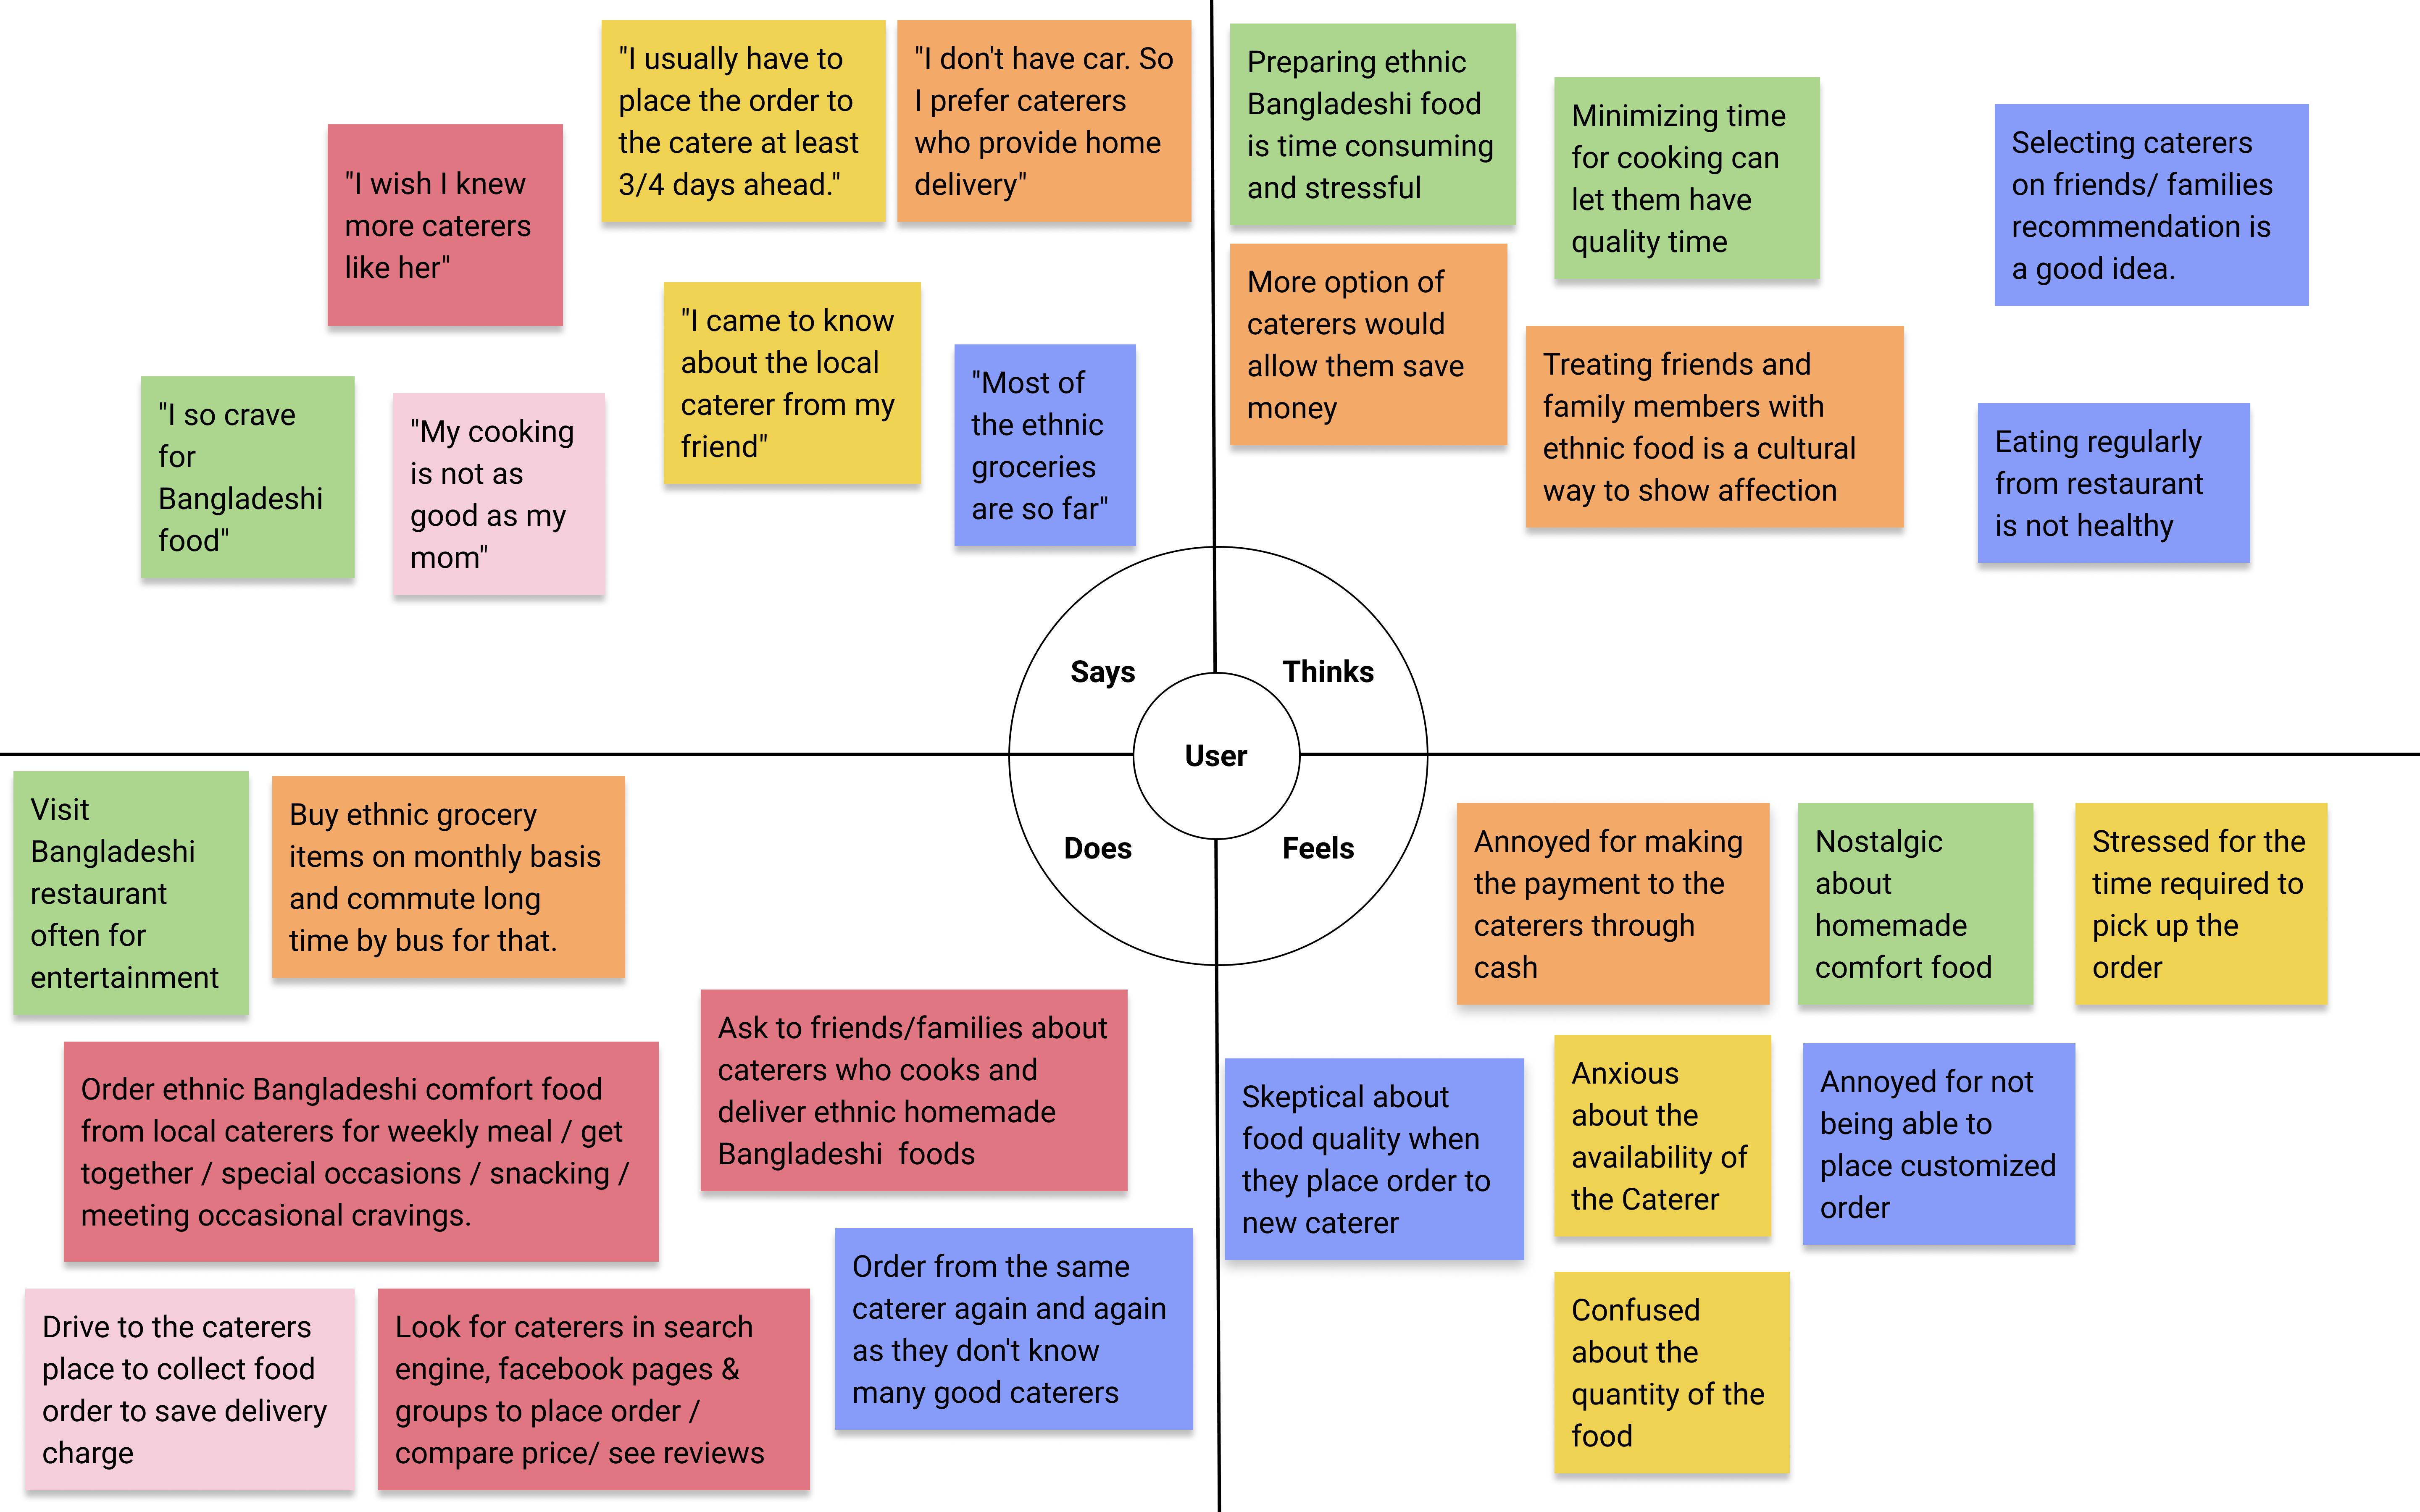 "I usually have to
place the order to
the catere at least
3/4 days ahead."
"I don't have car. So
I prefer caterers
who provide home
delivery"
"I wish I knew
more caterers
like her"
"I came to know
about the local
caterer from my
friend"
"Most of
the ethnic
groceries
are so far"
"I so crave
for
Bangladeshi
food"
"My cooking
is not as
good as my
mom"
Preparing ethnic
Bangladeshi food
is time consuming
and stressful
Minimizing time
for cooking can
let them have
quality time
Selecting caterers
on friends/ families
recommendation is
a good idea.
More option of
caterers would
allow them save
money
Treating friends and
family members with
ethnic food is a cultural
way to show affection
Eating regularly
from restaurant
is not healthy
Says
Thinks
User
Does
Feels
Visit
Bangladeshi
restaurant
often for
entertainment
Buy ethnic grocery
items on monthly basis
and commute long
time by bus for that.
Ask to friends/families about
caterers who cooks and
deliver ethnic homemade
Bangladeshi  foods
Order ethnic Bangladeshi comfort food
from local caterers for weekly meal / get
together / special occasions / snacking /
meeting occasional cravings.
Order from the same
caterer again and again
as they don't know
many good caterers
Drive to the caterers
place to collect food
order to save delivery
charge
Look for caterers in search
engine, facebook pages &
groups to place order /
compare price/ see reviews
Annoyed for making
the payment to the
caterers through
cash
Nostalgic
about
homemade
comfort food
Stressed for the
time required to
pick up the
order
Skeptical about
food quality when
they place order to
new caterer
Anxious
about the
availability of
the Caterer
Annoyed for not
being able to
place customized
order
Confused
about the
quantity of the
food